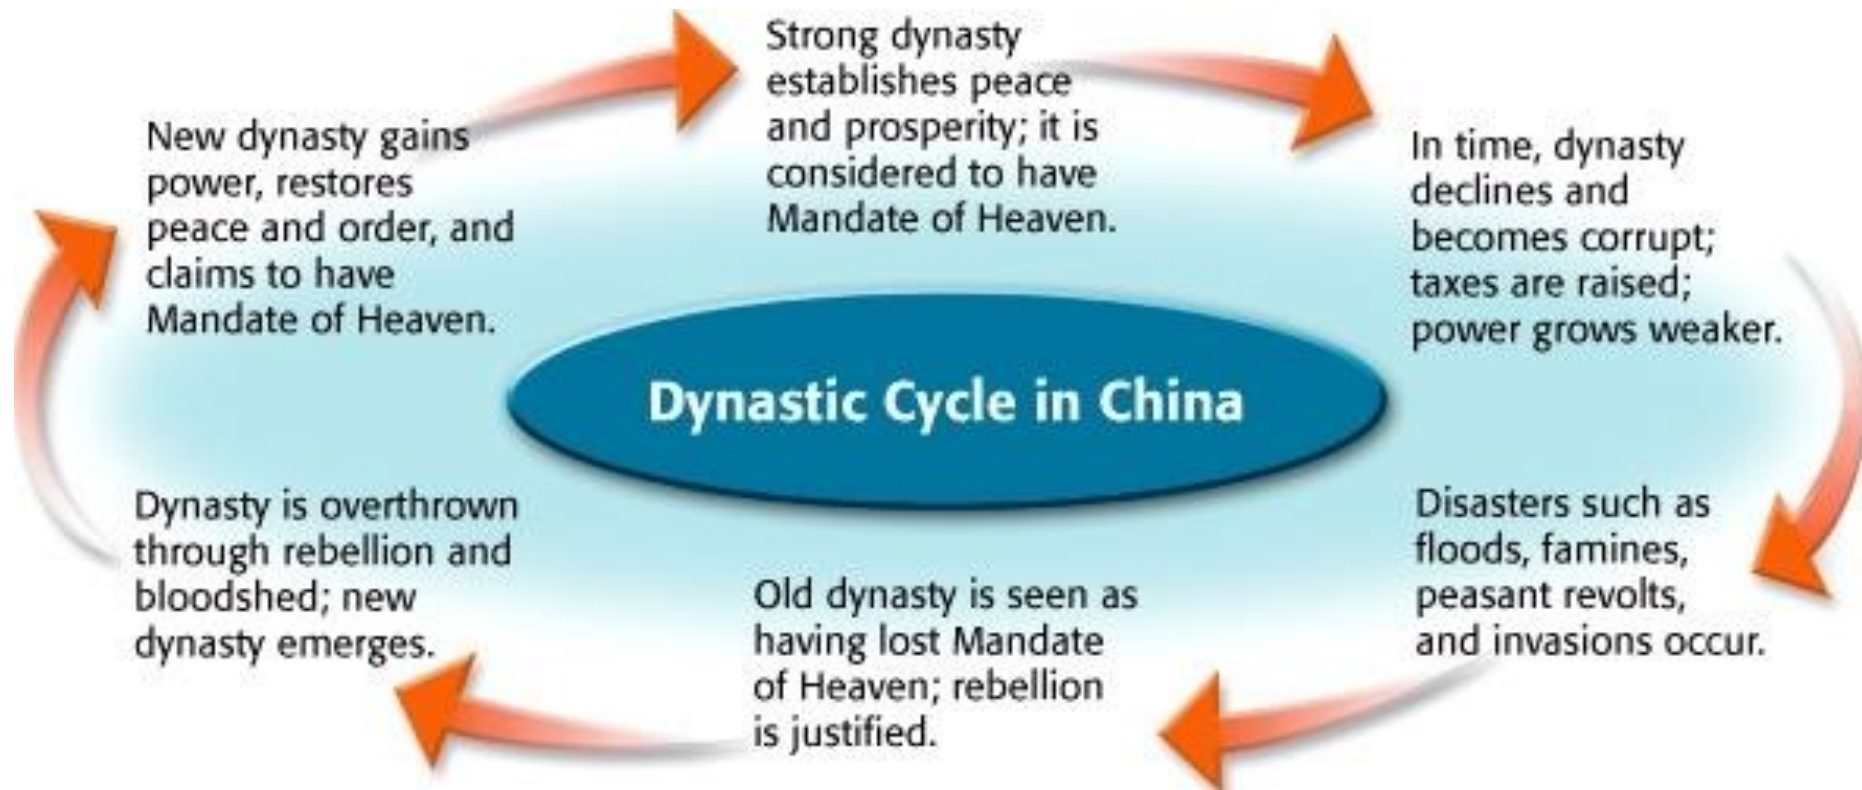 Strong dynasty
establishes peace
and prosperity; it is
considered to have
Mandate of Heaven.
In time, dynasty
declines and
becomes corrupt;
taxes are raised;
power grows weaker.
Disasters such as
floods, famines,
peasant revolts,
and invasions occur.
Old dynasty is seen as
having lost Mandate
of Heaven; rebellion
is justified.
Dynasty is overthrown
through rebellion and
bloodshed; new
dynasty emerges.
New dynasty gains
power, restores
peace and order, and
claims to have
Mandate of Heaven.
Dynastic Cycle in China